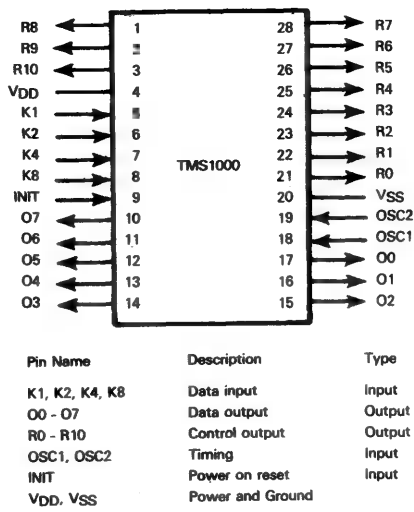 R8 1 28 R7
R9 27 R6
R10 3 26 R5
VDD 4 25 R4
K1 24 R3
K2 6 23 R2
K4 7 22 R1
K8 8 21 R0
INIT 9 20 VSS
O7 10 19 OSC2
O6 11 18 OSC1
O5 12 17 O0
O4 13 16 O1
O3 14 15 O2
TMS1000
Pin Name Description Type
K1, K2, K4, K8 Data input Input
O0 - O7 Data output Output
R0 - R10 Control output Output
OSC1, OSC2 Timing Input
INIT Power on reset Input
VDD, VSS Power and Ground